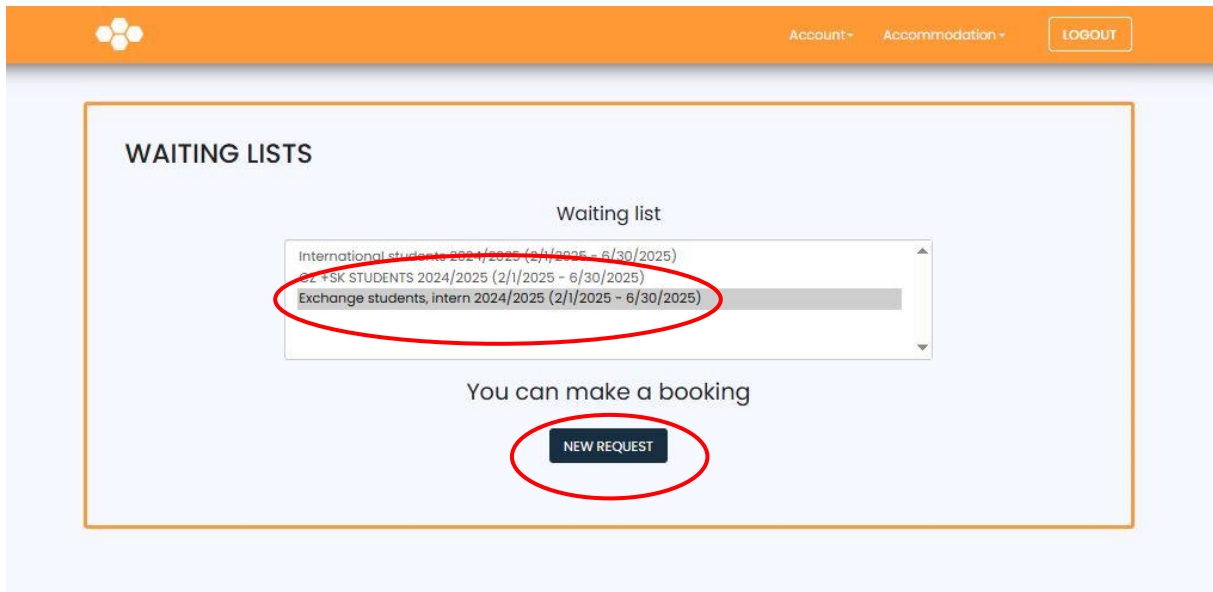 Account Accommodation LOGOUT
WAITING LISTS
Waiting list
International students 2024/2025 (2/1/2025 - 6/30/2025)
CZ +SK STUDENTS 2024/2025 (2/1/2025 - 6/30/2025)
Exchange students, intern 2024/2025 (2/1/2025 - 6/30/2025)
You can make a booking
NEW REQUEST